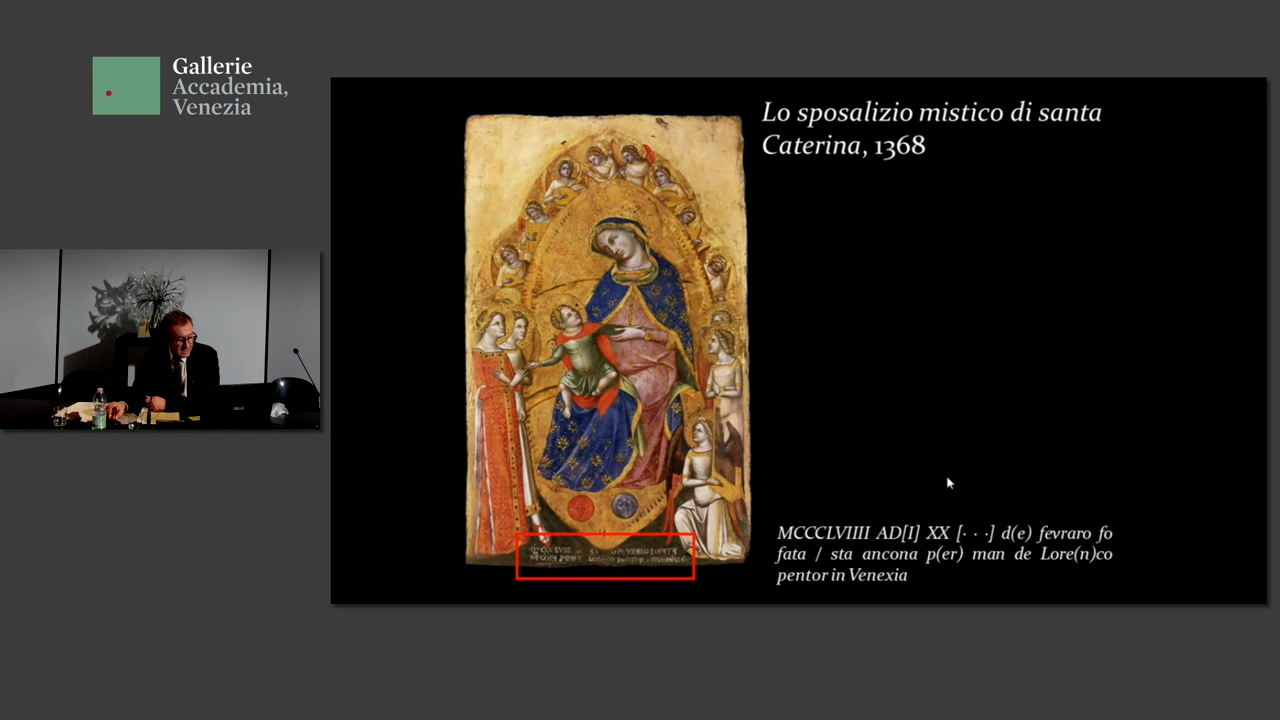 Gallerie
Accademia,
Venezia
Lo sposalizio mistico di santa
Caterina, 1368
MCCCLVIIII AD[I] XX [· · ·] d(e) fevraro fo
fata / sta ancona p(er) man de Lore(n)co
pentor in Venexia